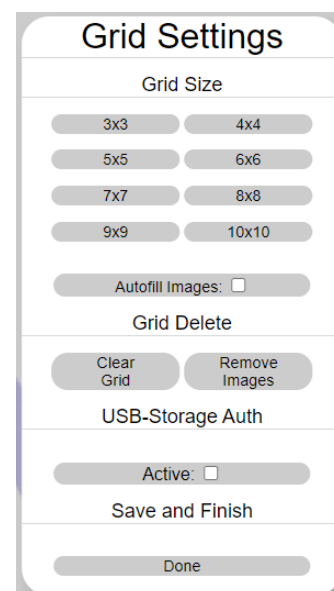 Grid Settings
Grid Size
3x3 4x4
5x5 6x6
7x7 8x8
9x9 10x10
Autofill Images:
Grid Delete
Clear Grid
Remove Images
USB-Storage Auth
Active:
Save and Finish
Done